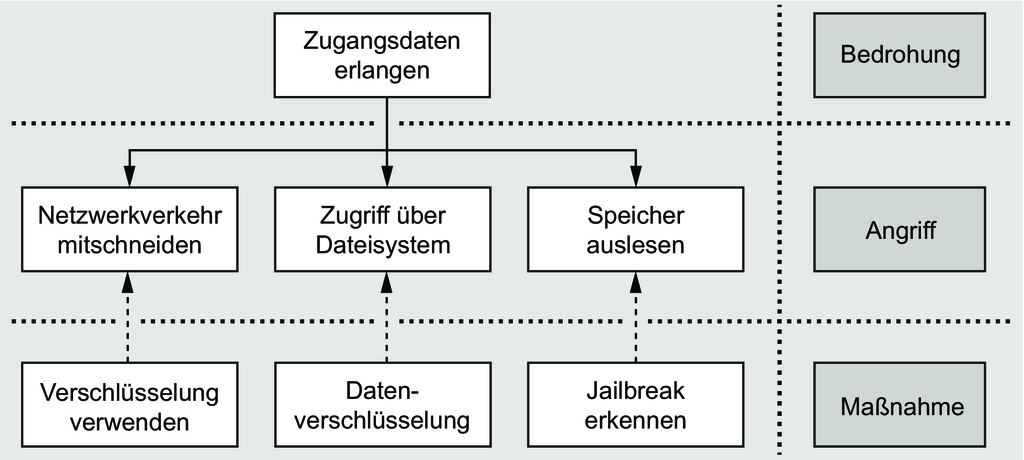 Zugangsdaten
erlangen
Bedrohung
Netzwerkverkehr
mitschneiden
Zugriff über
Dateisystem
Speicher
auslesen
Angriff
Verschlüsselung
verwenden
Daten-
verschlüsselung
Jailbreak
erkennen
Maßnahme